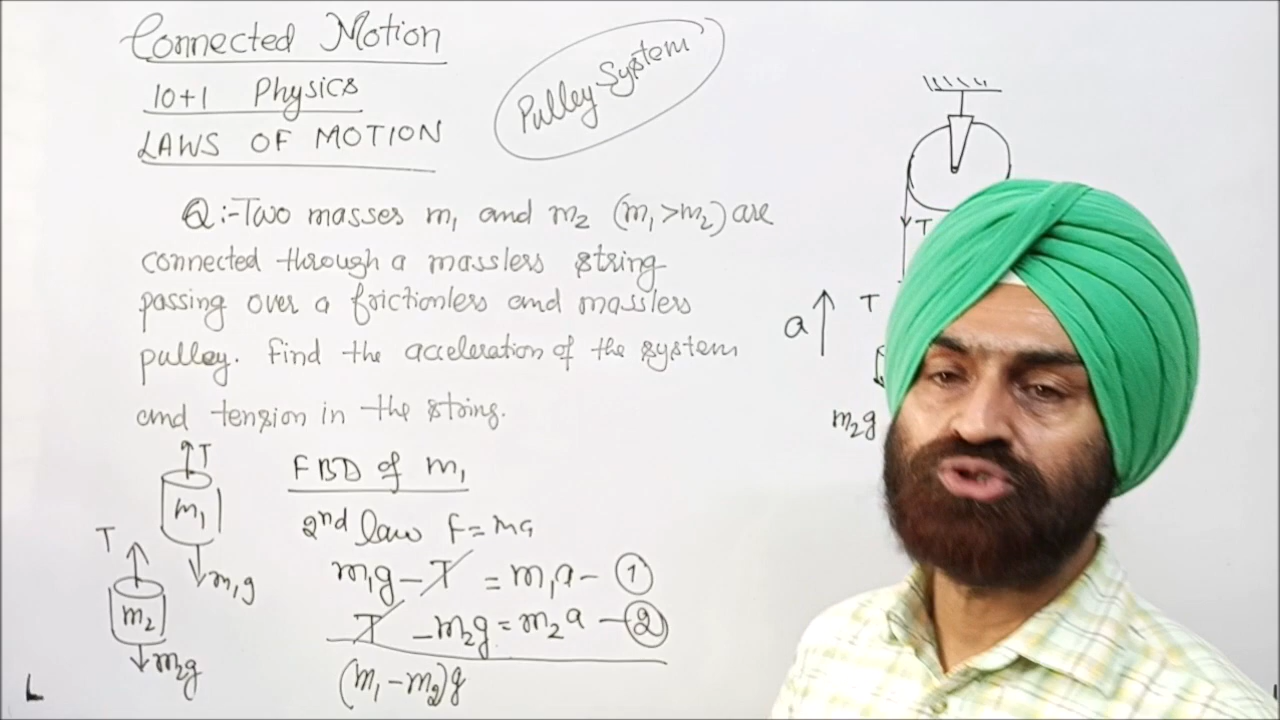 Connected Motion
10+1 Physics
LAWS OF MOTION
Pulley System
Q:-Two masses m₁ and m₂ (m₁>m₂) are
connected through a massless string
passing over a frictionless and massless
pulley. Find the acceleration of the system
and tension in the string.
T
m₁
m₁g
T
m₂
m₂g
FBD of m₁
2nd law F=ma
m₁g-T = m₁a-①
T -m₂g=m₂a-②
(m₁-m₂)g
T
a T
m₂g